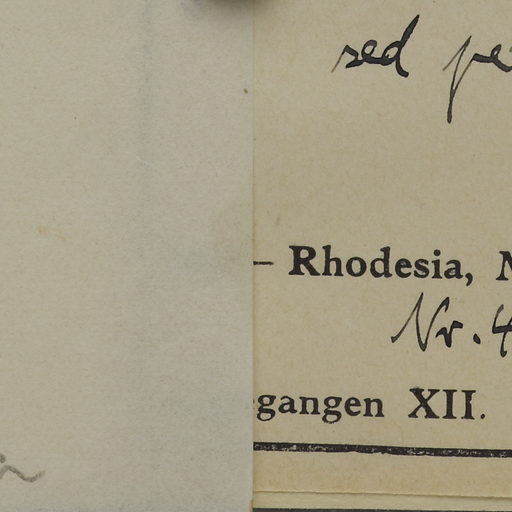 sed
– Rhodesia,
Nr. 4
gangen XII.